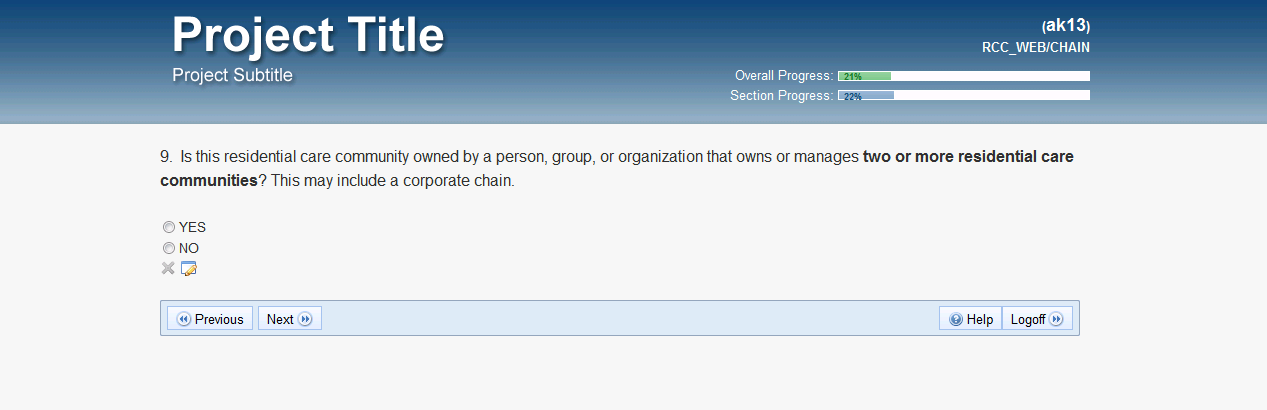 Project Title
Project Subtitle
(ak13)
RCC_WEB/CHAIN
Overall Progress: 21%
Section Progress: 22%
9. Is this residential care community owned by a person, group, or organization that owns or manages two or more residential care
communities? This may include a corporate chain.
YES
NO
Previous Next Help Logoff